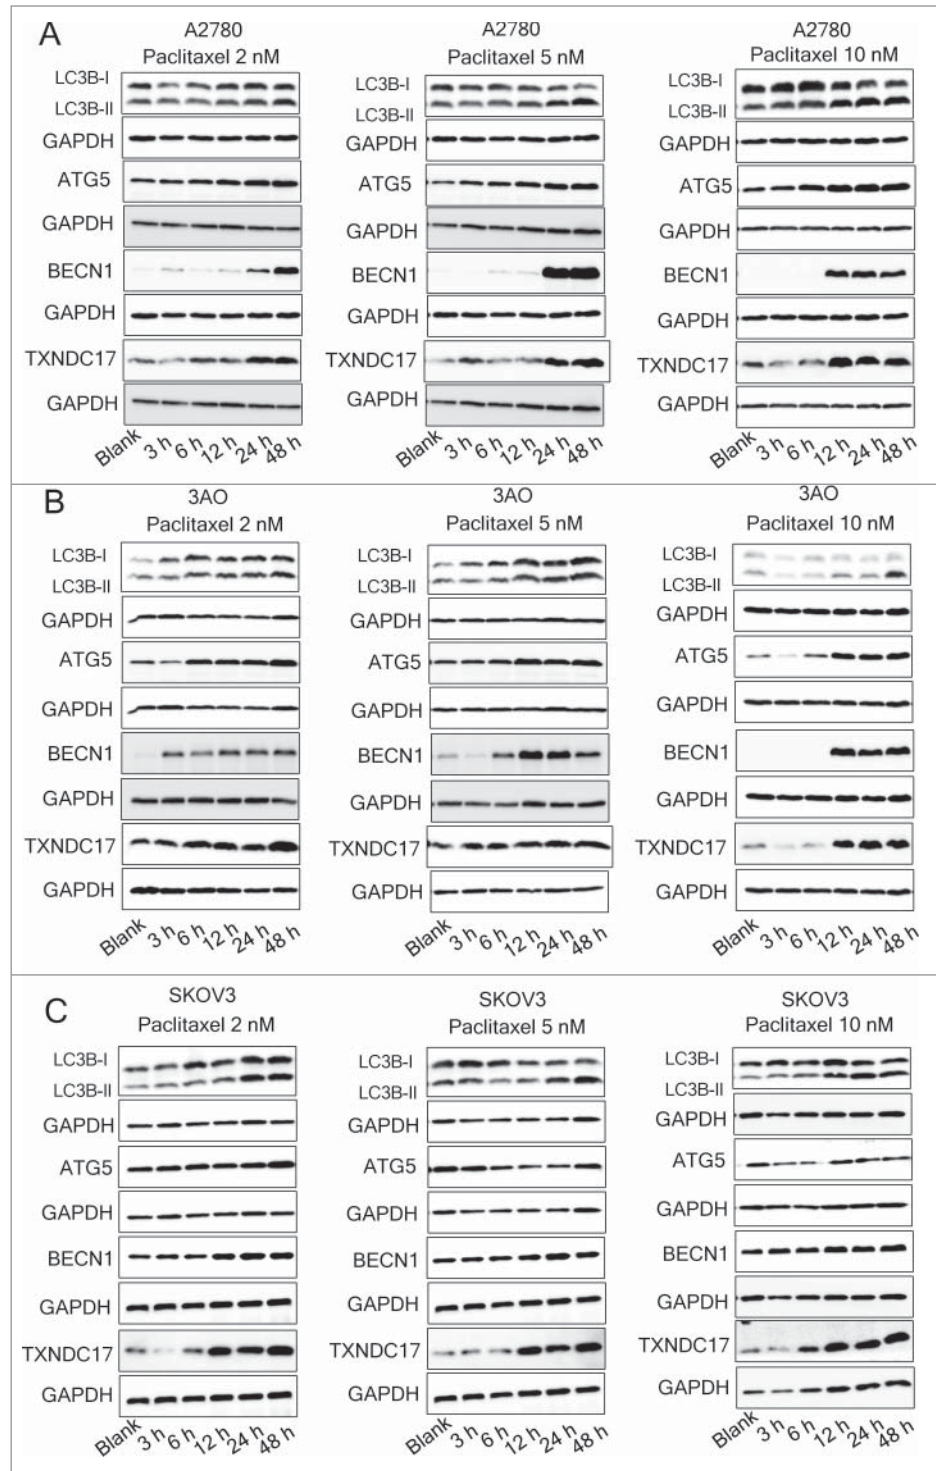 A
A2780
Paclitaxel 2 nM
LC3B-I
LC3B-II
GAPDH
ATG5
GAPDH
BECN1
GAPDH
TXNDC17
GAPDH
Blank 3 h 6 h 12 h 24 h 48 h
A2780
Paclitaxel 5 nM
LC3B-I
LC3B-II
GAPDH
ATG5
GAPDH
BECN1
GAPDH
TXNDC17
GAPDH
Blank 3 h 6 h 12 h 24 h 48 h
A2780
Paclitaxel 10 nM
LC3B-I
LC3B-II
GAPDH
ATG5
GAPDH
BECN1
GAPDH
TXNDC17
GAPDH
Blank 3 h 6 h 12 h 24 h 48 h
B
3AO
Paclitaxel 2 nM
LC3B-I
LC3B-II
GAPDH
ATG5
GAPDH
BECN1
GAPDH
TXNDC17
GAPDH
Blank 3 h 6 h 12 h 24 h 48 h
3AO
Paclitaxel 5 nM
LC3B-I
LC3B-II
GAPDH
ATG5
GAPDH
BECN1
GAPDH
TXNDC17
GAPDH
Blank 3 h 6 h 12 h 24 h 48 h
3AO
Paclitaxel 10 nM
LC3B-I
LC3B-II
GAPDH
ATG5
GAPDH
BECN1
GAPDH
TXNDC17
GAPDH
Blank 3 h 6 h 12 h 24 h 48 h
C
SKOV3
Paclitaxel 2 nM
LC3B-I
LC3B-II
GAPDH
ATG5
GAPDH
BECN1
GAPDH
TXNDC17
GAPDH
Blank 3 h 6 h 12 h 24 h 48 h
SKOV3
Paclitaxel 5 nM
LC3B-I
LC3B-II
GAPDH
ATG5
GAPDH
BECN1
GAPDH
TXNDC17
GAPDH
Blank 3 h 6 h 12 h 24 h 48 h
SKOV3
Paclitaxel 10 nM
LC3B-I
LC3B-II
GAPDH
ATG5
GAPDH
BECN1
GAPDH
TXNDC17
GAPDH
Blank 3 h 6 h 12 h 24 h 48 h